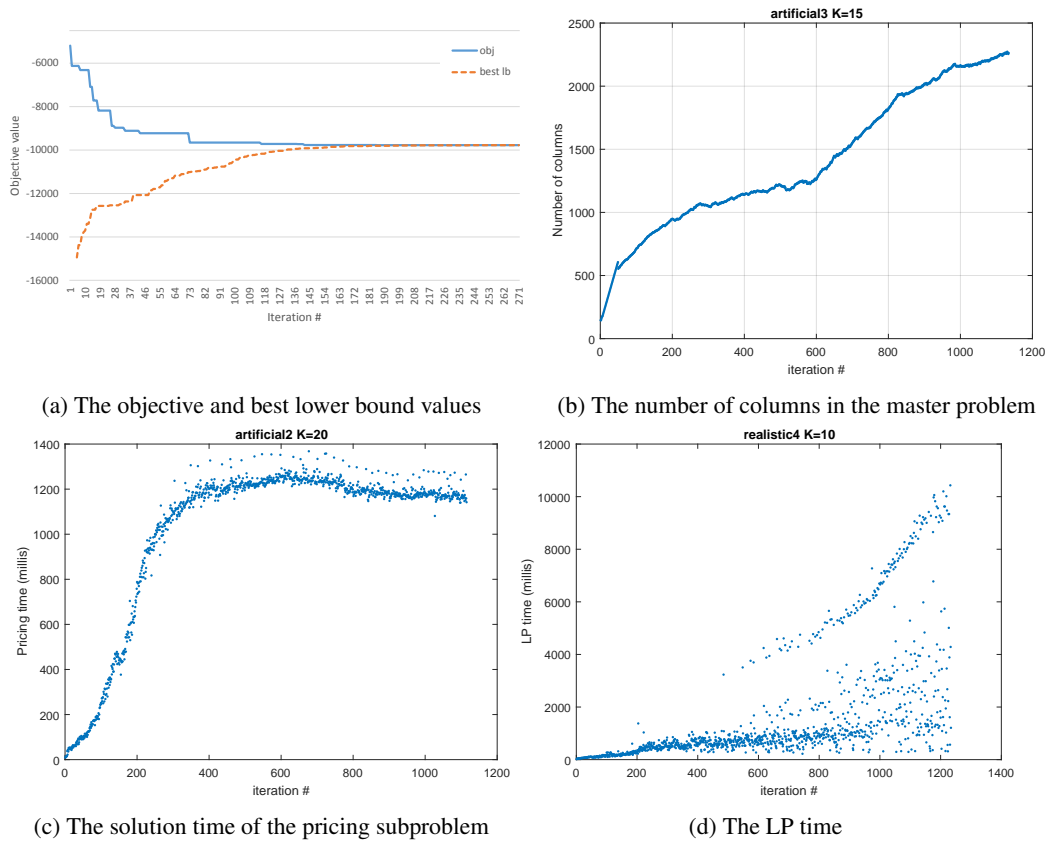 -6000
-8000
-10000
-12000
-14000
-16000
Objective value
obj
best lb
1 10 19 28 37 46 55 64 73 82 91 100 109 118 127 136 145 154 163 172 181 190 199 208 217 226 235 244 253 262 271
Iteration #
(a) The objective and best lower bound values
artificial3 K=15
2500
2000
1500
1000
500
0
Number of columns
0 200 400 600 800 1000 1200
iteration #
(b) The number of columns in the master problem
artificial2 K=20
1400
1200
1000
800
600
400
200
0
Pricing time (millis)
0 200 400 600 800 1000 1200
iteration #
(c) The solution time of the pricing subproblem
realistic4 K=10
12000
10000
8000
6000
4000
2000
0
LP time (millis)
0 200 400 600 800 1000 1200 1400
iteration #
(d) The LP time